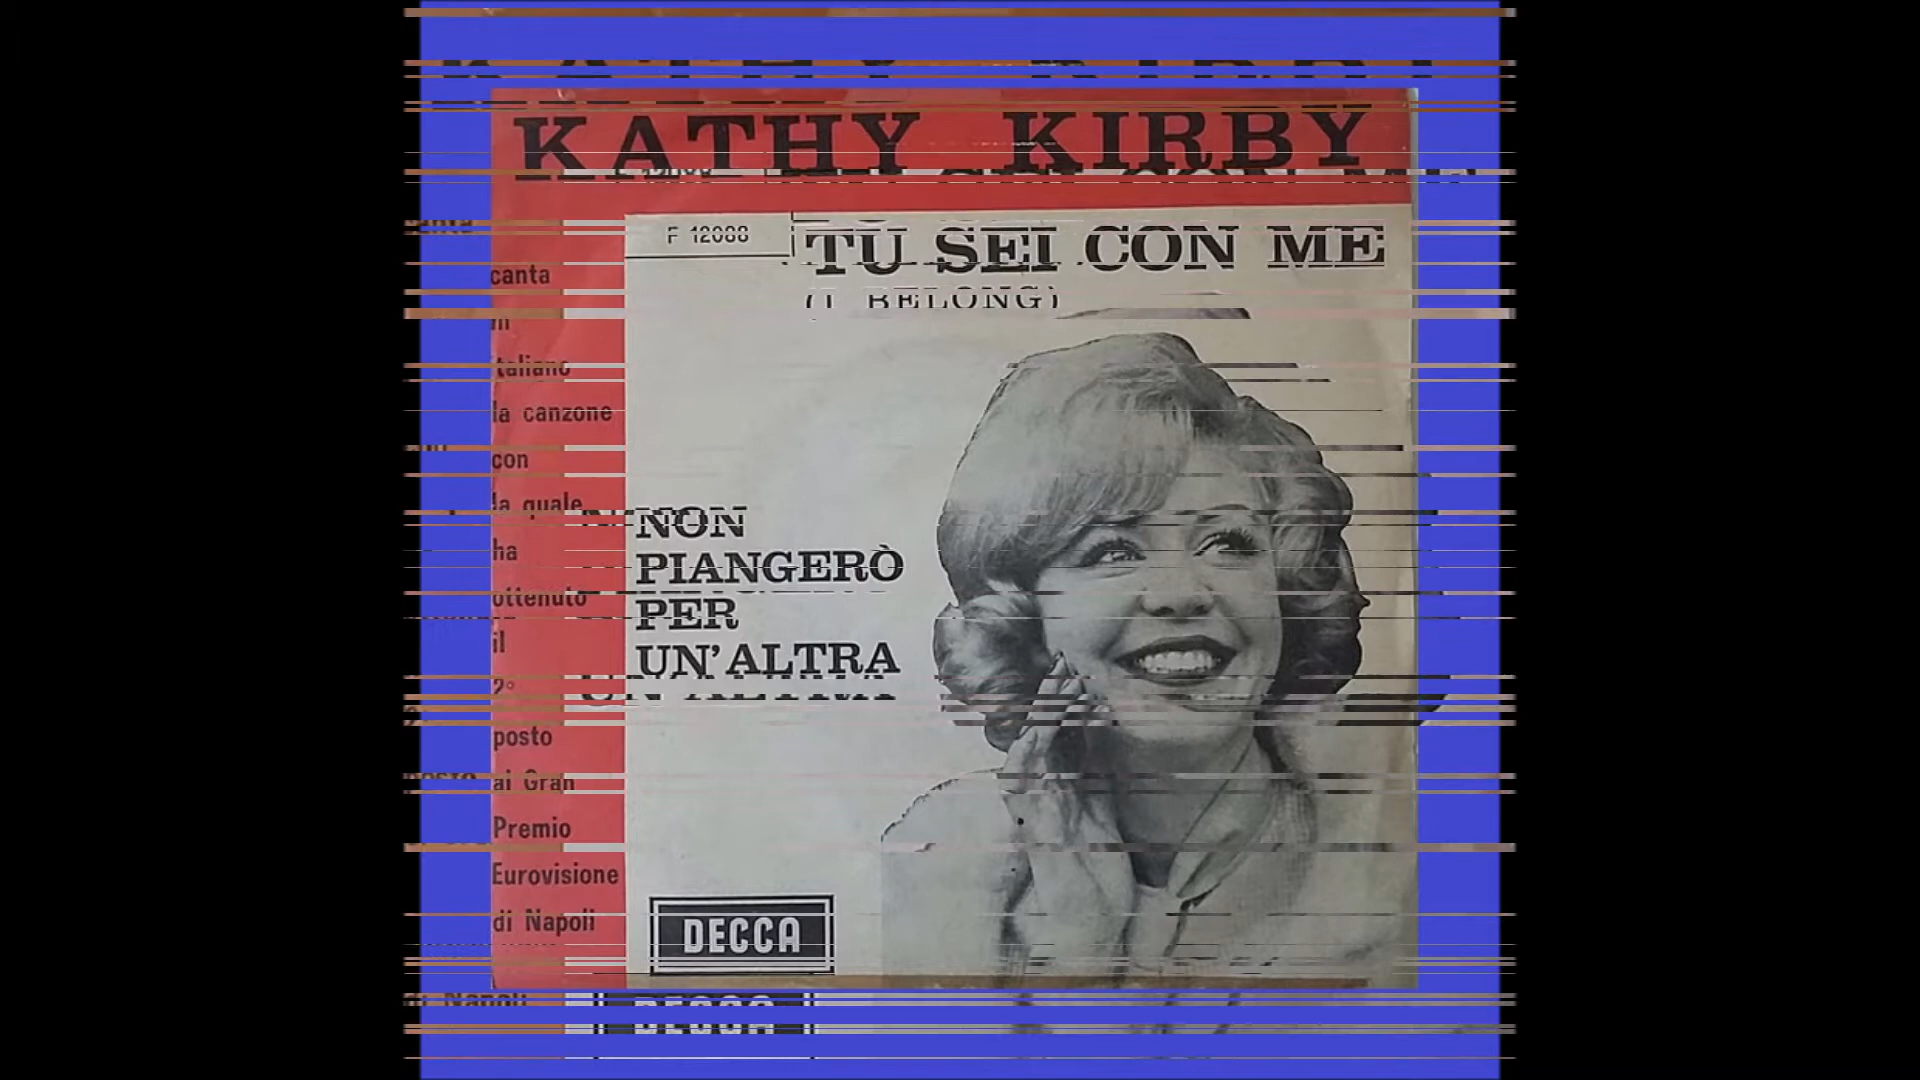 KATHY KIRBY
F 12088
TU SEI CON ME
(I BELONG)
canta
in
italiano
la canzone
con
la quale
ha
ottenuto
il
2°
posto
al Gran
Premio
Eurovisione
di Napoli
NON
PIANGERÒ
PER
UN'ALTRA
DECCA